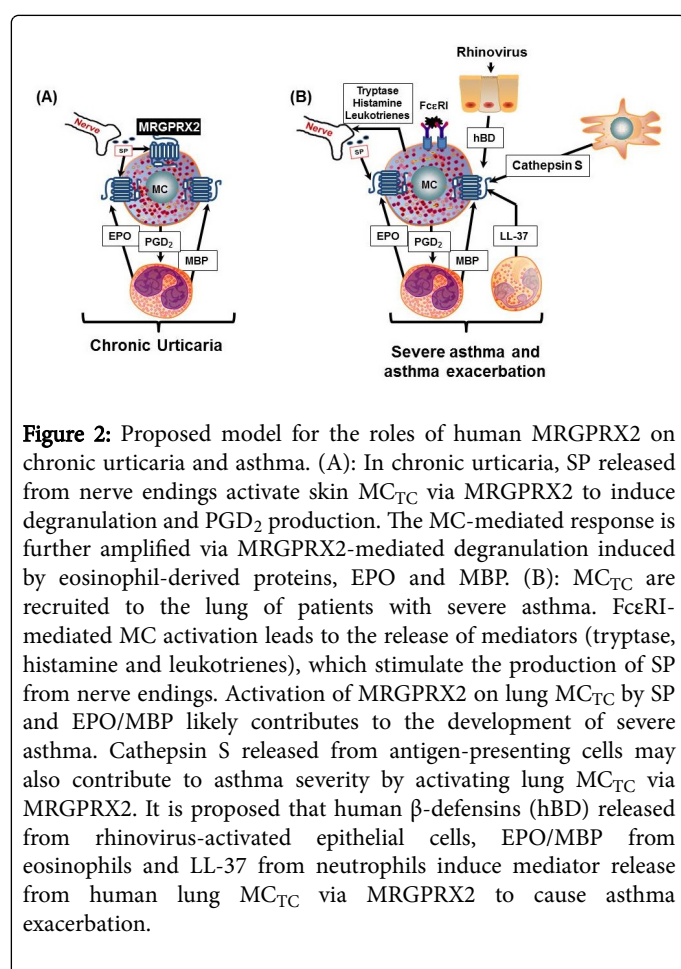 Rhinovirus
(A)
(B)
Tryptase
Histamine
Leukotrienes
FcεRI
MRGPRX2
Nerve
SP
MC
EPO
PGD₂
MBP
Chronic Urticaria
Nerve
SP
hBD
Cathepsin S
MC
EPO
PGD₂
MBP
LL-37
Severe asthma and
asthma exacerbation
Figure 2: Proposed model for the roles of human MRGPRX2 on
chronic urticaria and asthma. (A): In chronic urticaria, SP released
from nerve endings activate skin MC_TC via MRGPRX2 to induce
degranulation and PGD₂ production. The MC-mediated response is
further amplified via MRGPRX2-mediated degranulation induced
by eosinophil-derived proteins, EPO and MBP. (B): MC_TC are
recruited to the lung of patients with severe asthma. FcεRI-
mediated MC activation leads to the release of mediators (tryptase,
histamine and leukotrienes), which stimulate the production of SP
from nerve endings. Activation of MRGPRX2 on lung MC_TC by SP
and EPO/MBP likely contributes to the development of severe
asthma. Cathepsin S released from antigen-presenting cells may
also contribute to asthma severity by activating lung MC_TC via
MRGPRX2. It is proposed that human β-defensins (hBD) released
from rhinovirus-activated epithelial cells, EPO/MBP from
eosinophils and LL-37 from neutrophils induce mediator release
from human lung MC_TC via MRGPRX2 to cause asthma
exacerbation.